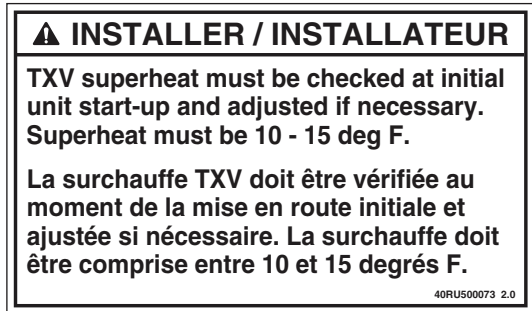 ⚠ INSTALLER / INSTALLATEUR
TXV superheat must be checked at initial
unit start-up and adjusted if necessary.
Superheat must be 10 - 15 deg F.
La surchauffe TXV doit être vérifiée au
moment de la mise en route initiale et
ajustée si nécessaire. La surchauffe doit
être comprise entre 10 et 15 degrés F.
40RU500073 2.0